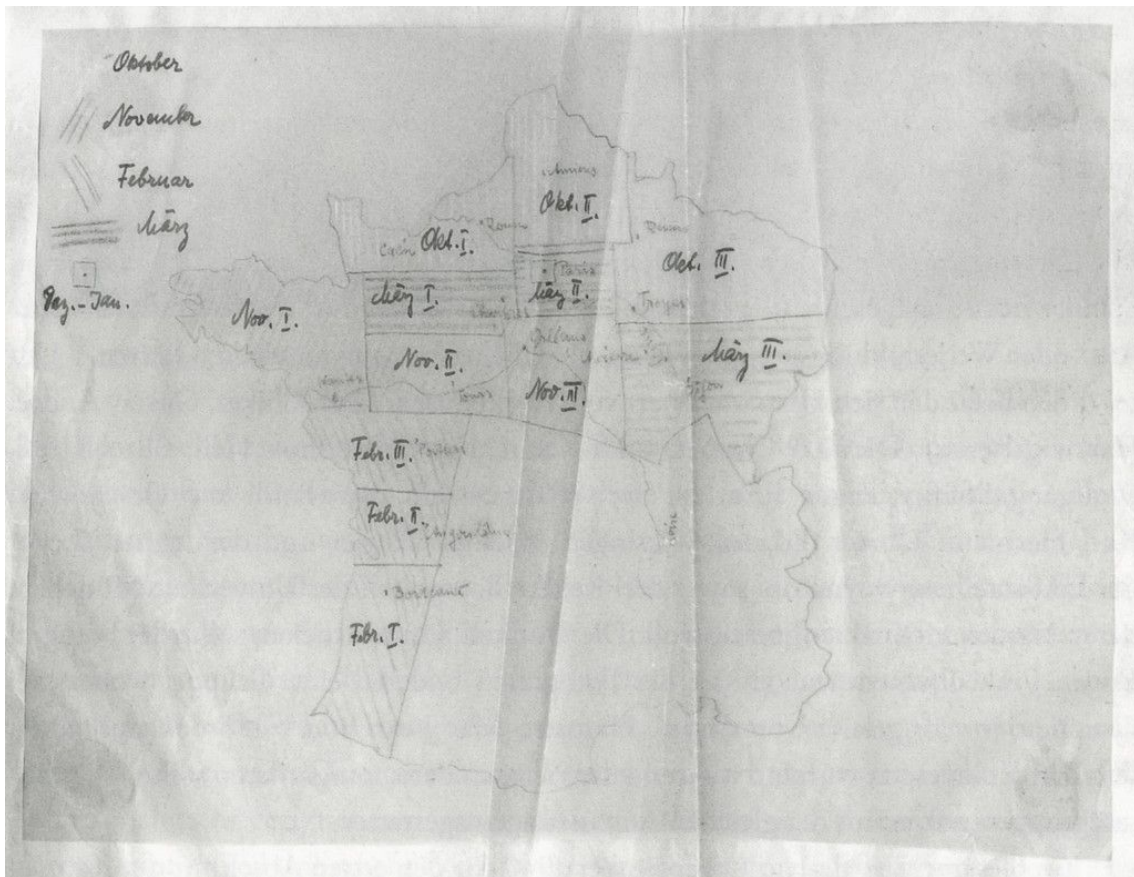 Oktober
November
Februar
März
Dez.-Jan.
Amiens
Okt. II.
Rouen
Caen
Okt. I.
Reims
Okt. III.
Paris
März I.
März II.
Troyes
Nov. I.
Orléans
Nov. II.
März III.
Nantes
Tours
Nov. III.
Dijon
Febr. III.
Poitiers
Febr. II.
Angoulême
Loire
Bordeaux
Febr. I.